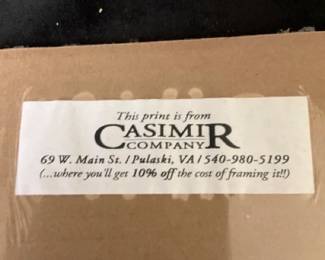 This print is from
CASIMIR
COMPANY
69 W. Main St. / Pulaski, VA / 540-980-5199
(...where you'll get 10% off the cost of framing it!!)